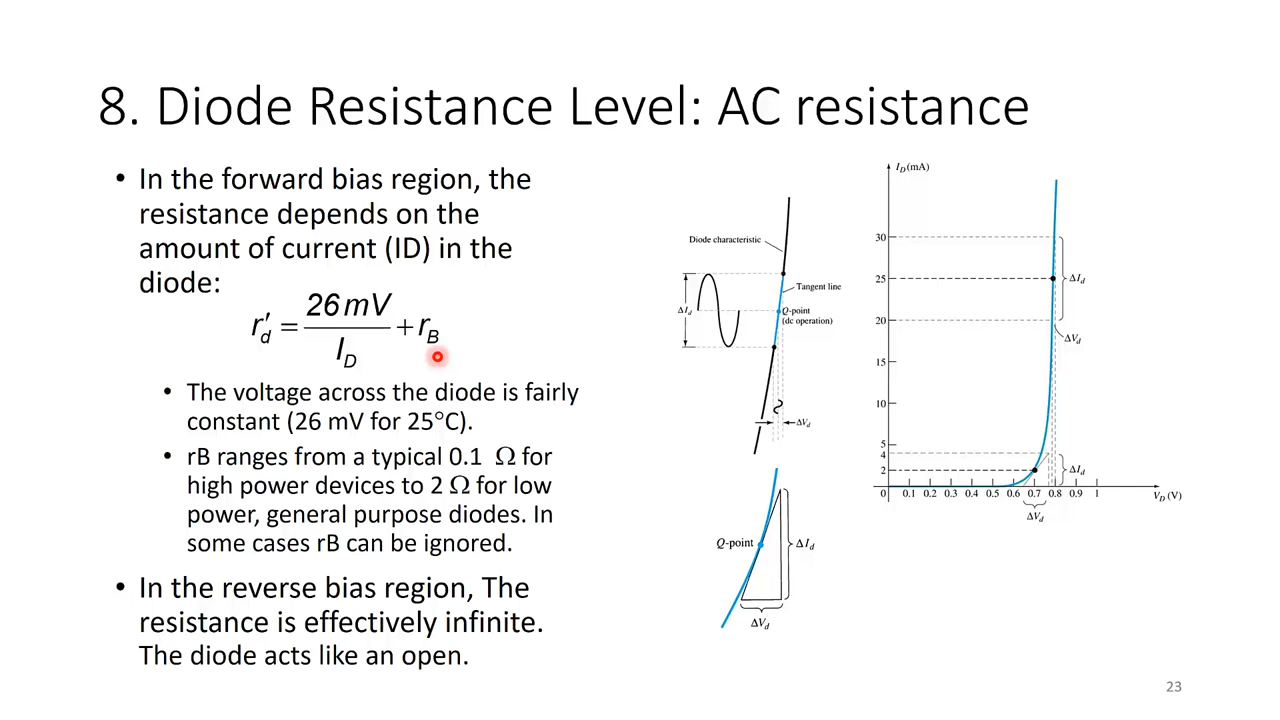 8. Diode Resistance Level: AC resistance
• In the forward bias region, the
resistance depends on the
amount of current (ID) in the
diode:
r′d = 26 mV / ID + rB
• The voltage across the diode is fairly
constant (26 mV for 25°C).
• rB ranges from a typical 0.1 Ω for
high power devices to 2 Ω for low
power, general purpose diodes. In
some cases rB can be ignored.
• In the reverse bias region, The
resistance is effectively infinite.
The diode acts like an open.
Diode characteristic
Tangent line
ΔId
Q-point
(dc operation)
ΔVd
Q-point
ΔId
ΔVd
ID (mA)
30
25
ΔId
20
ΔVd
15
10
5
4
2
ΔId
0 0.1 0.2 0.3 0.4 0.5 0.6 0.7 0.8 0.9 1
VD (V)
ΔVd
23